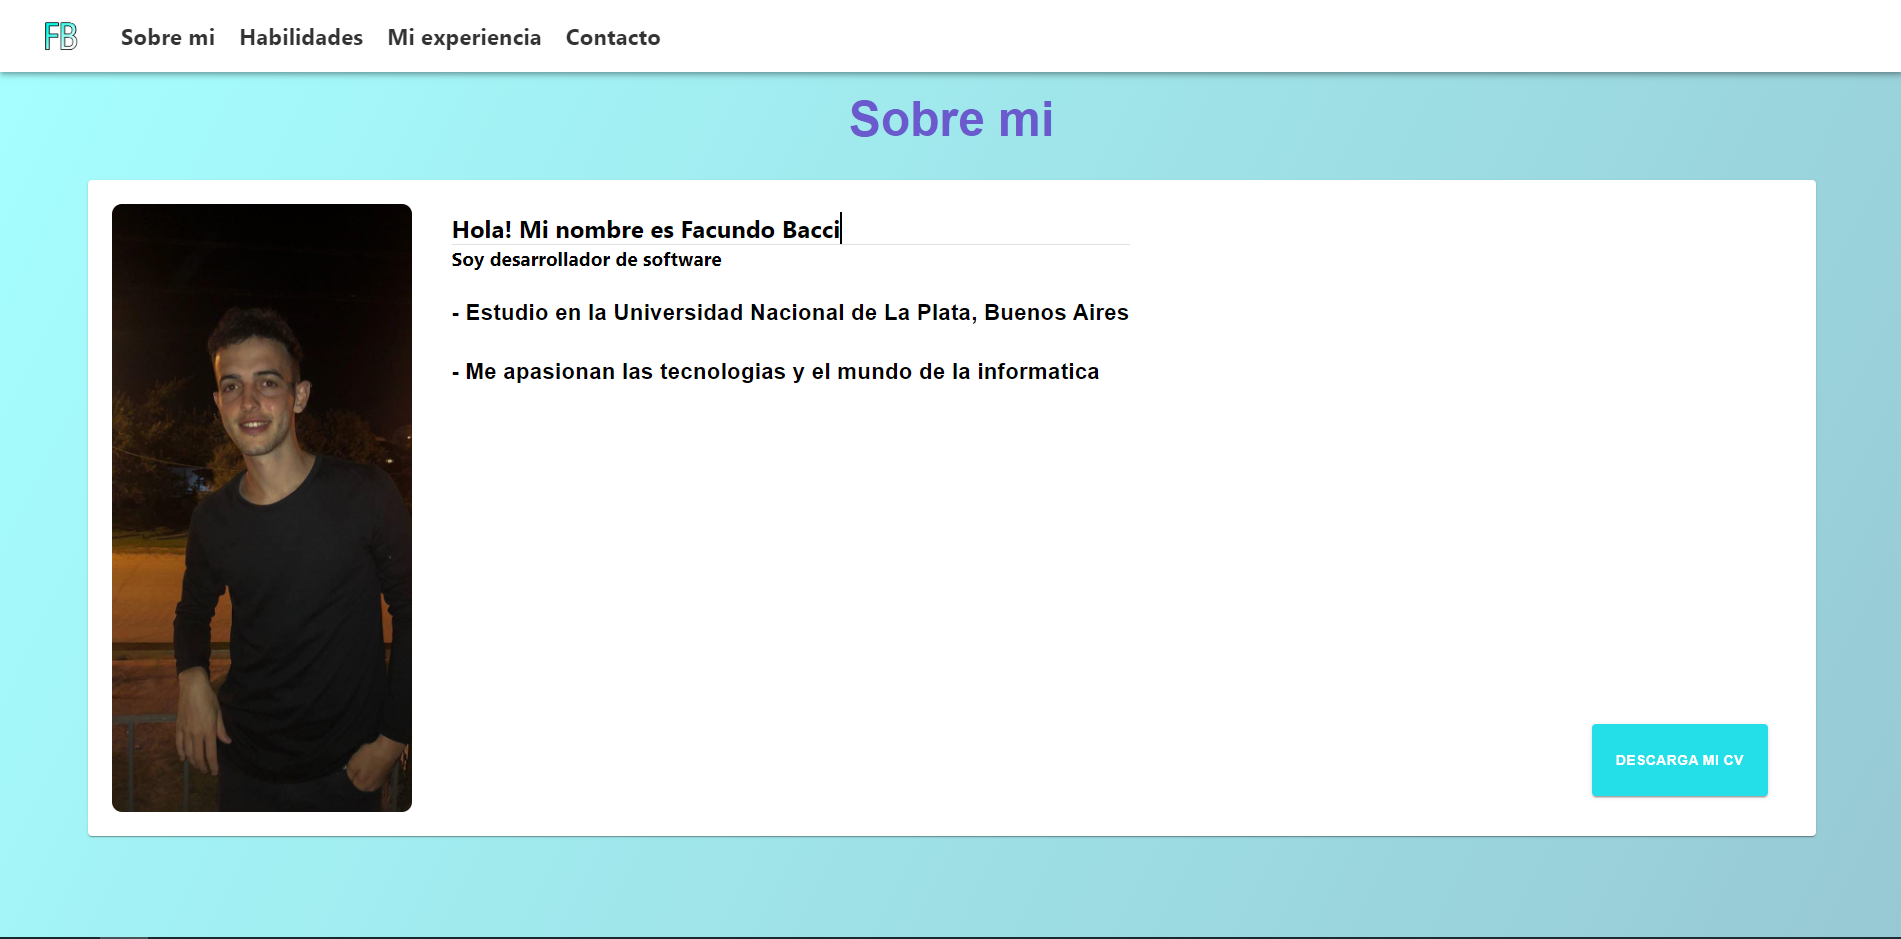 FB
Sobre mi
Habilidades
Mi experiencia
Contacto
Sobre mi
Hola! Mi nombre es Facundo Bacci
Soy desarrollador de software
- Estudio en la Universidad Nacional de La Plata, Buenos Aires
- Me apasionan las tecnologias y el mundo de la informatica
DESCARGA MI CV